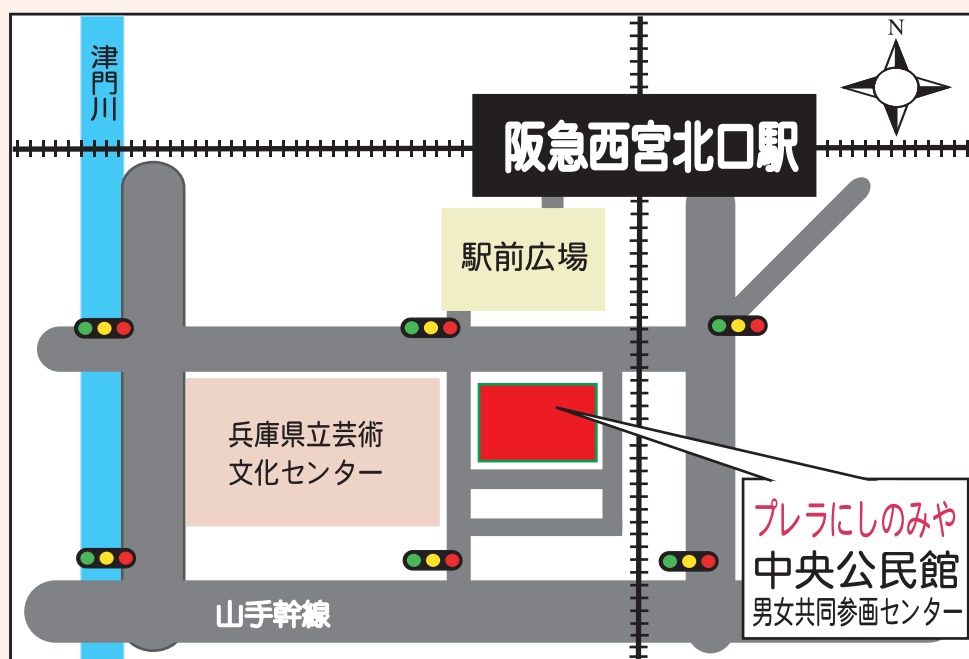 N
津門川
阪急西宮北口駅
駅前広場
兵庫県立芸術
文化センター
プレラにしのみや
中央公民館
男女共同参画センター
山手幹線